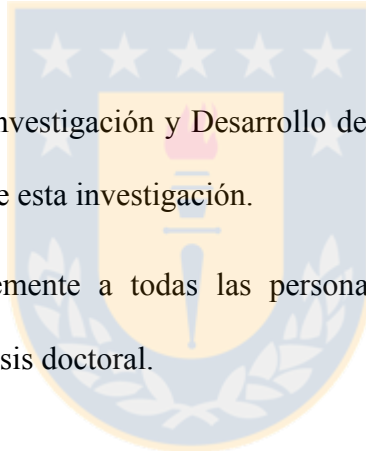 nvestigación y Desarrollo de
e esta investigación.
emente a todas las persona
sis doctoral.